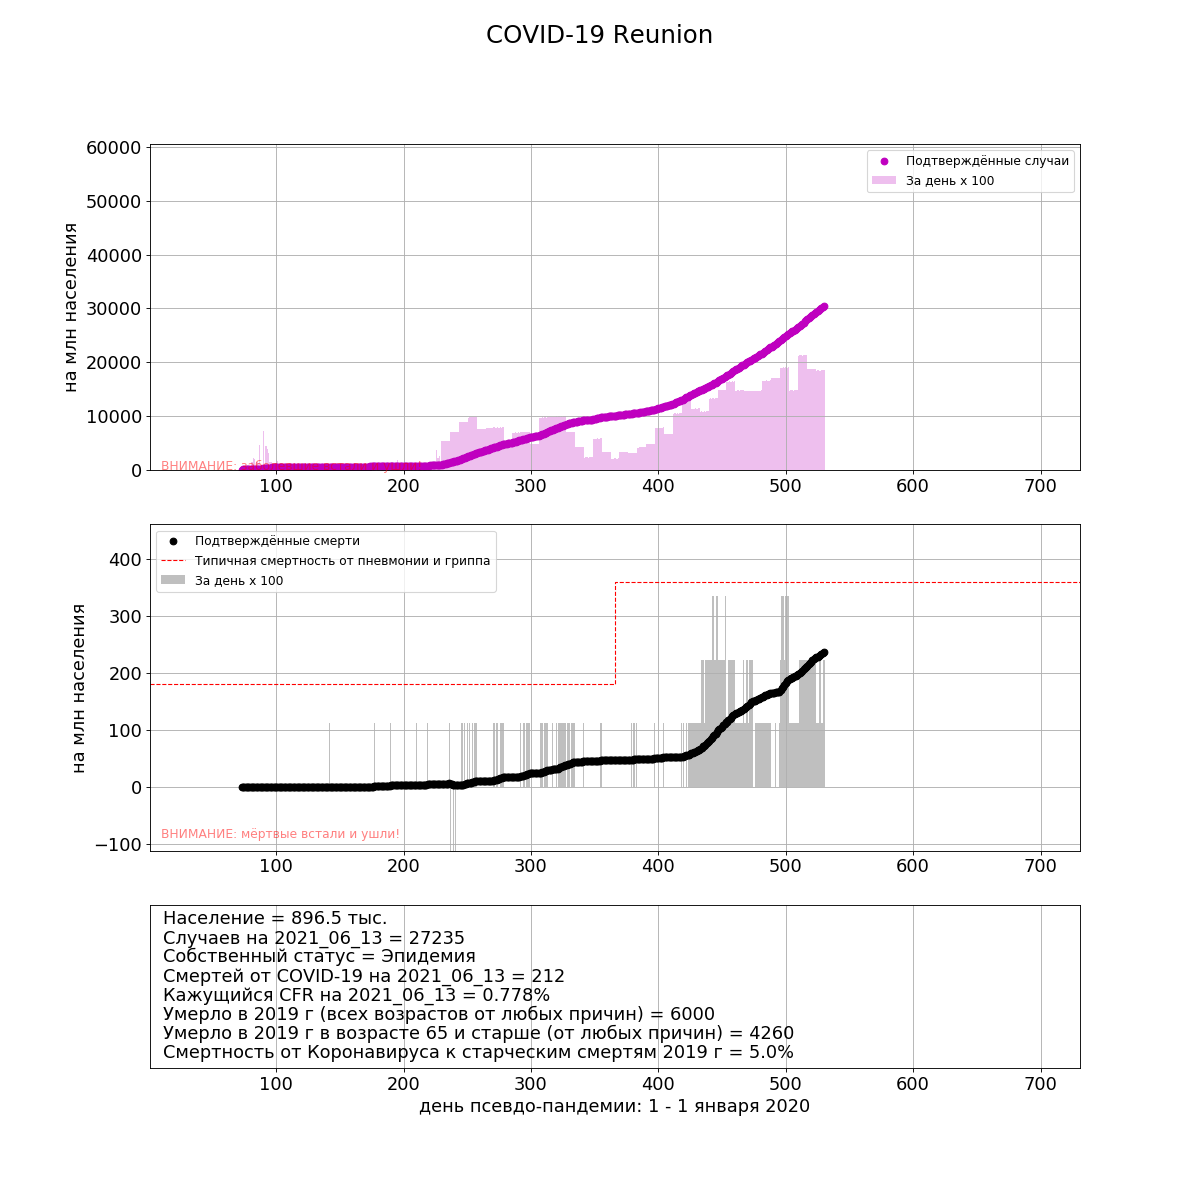 COVID-19 Reunion
60000
50000
40000
30000
20000
10000
0
на млн населения
Подтверждённые случаи
За день x 100
ВНИМАНИЕ:
100 200 300 400 500 600 700
400
300
200
100
0
−100
на млн населения
Подтверждённые смерти
Типичная смертность от пневмонии и гриппа
За день x 100
ВНИМАНИЕ: мёртвые встали и ушли!
100 200 300 400 500 600 700
Население = 896.5 тыс.
Случаев на 2021_06_13 = 27235
Собственный статус = Эпидемия
Смертей от COVID-19 на 2021_06_13 = 212
Кажущийся CFR на 2021_06_13 = 0.778%
Умерло в 2019 г (всех возрастов от любых причин) = 6000
Умерло в 2019 г в возрасте 65 и старше (от любых причин) = 4260
Смертность от Коронавируса к старческим смертям 2019 г = 5.0%
100 200 300 400 500 600 700
день псевдо-пандемии: 1 - 1 января 2020